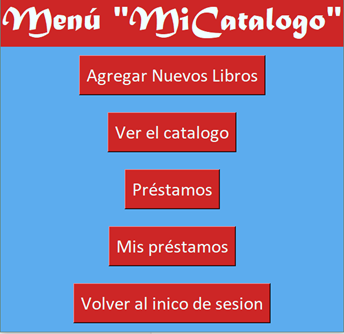 Menú "MiCatalogo"
Agregar Nuevos Libros
Ver el catalogo
Préstamos
Mis préstamos
Volver al inico de sesion